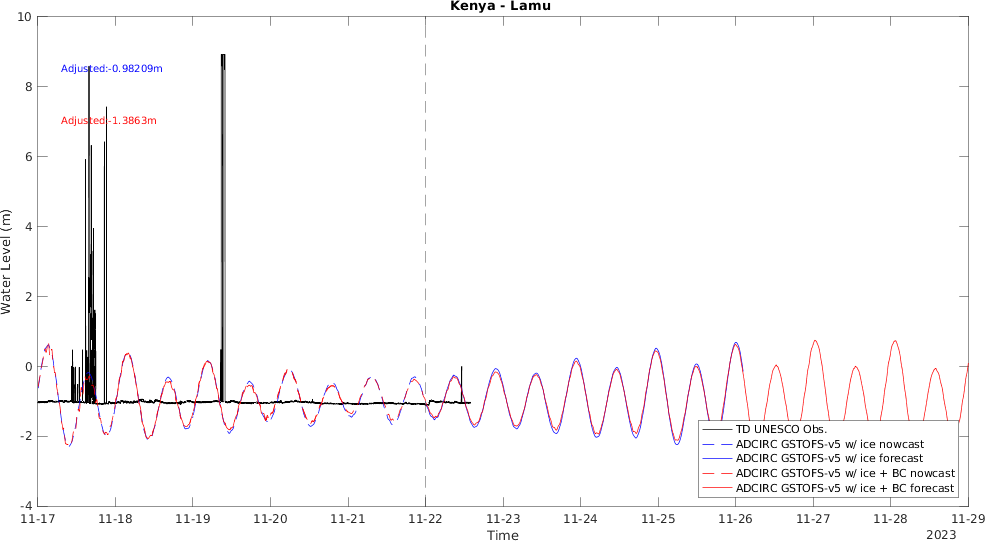 Kenya - Lamu
10
8
6
4
2
0
-2
-4
Water Level (m)
Adjusted:-0.98209m
Adjusted:-1.3863m
TD UNESCO Obs.
ADCIRC GSTOFS-v5 w/ ice nowcast
ADCIRC GSTOFS-v5 w/ ice forecast
ADCIRC GSTOFS-v5 w/ ice + BC nowcast
ADCIRC GSTOFS-v5 w/ ice + BC forecast
11-17 11-18 11-19 11-20 11-21 11-22 11-23 11-24 11-25 11-26 11-27 11-28 11-29
Time
2023